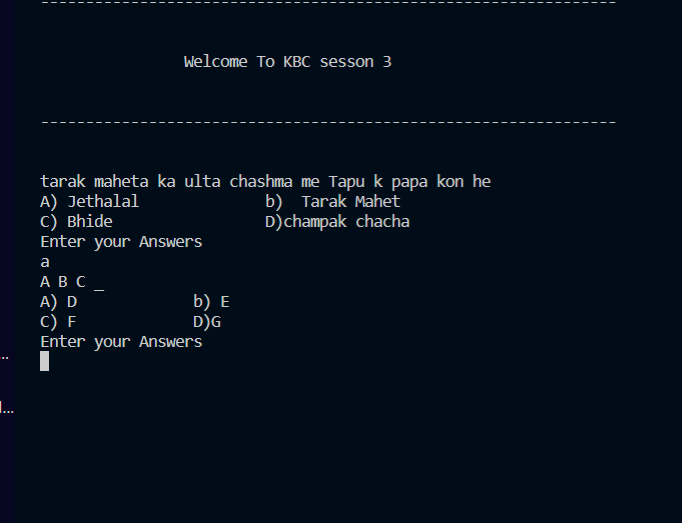 ----------------------------------------------------------------
Welcome To KBC sesson 3
----------------------------------------------------------------
tarak maheta ka ulta chashma me Tapu k papa kon he
A) Jethalal b) Tarak Mahet
C) Bhide D)champak chacha
Enter your Answers
a
A B C _
A) D b) E
C) F D)G
Enter your Answers
...
...